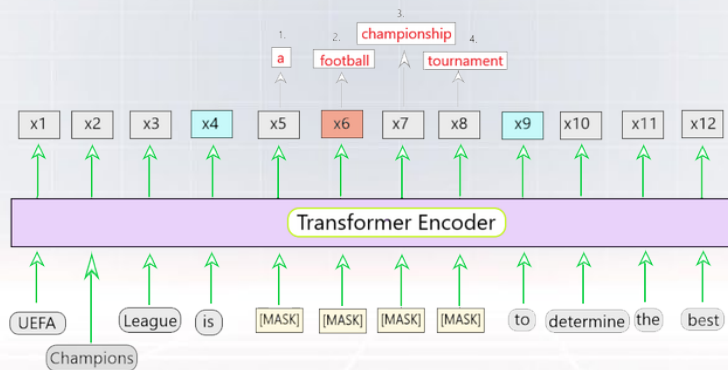 3.
1.
2.
championship
4.
a
football
tournament
x1 x2 x3 x4 x5 x6 x7 x8 x9 x10 x11 x12
Transformer Encoder
UEFA
Champions
League
is
[MASK] [MASK] [MASK] [MASK]
to
determine
the
best